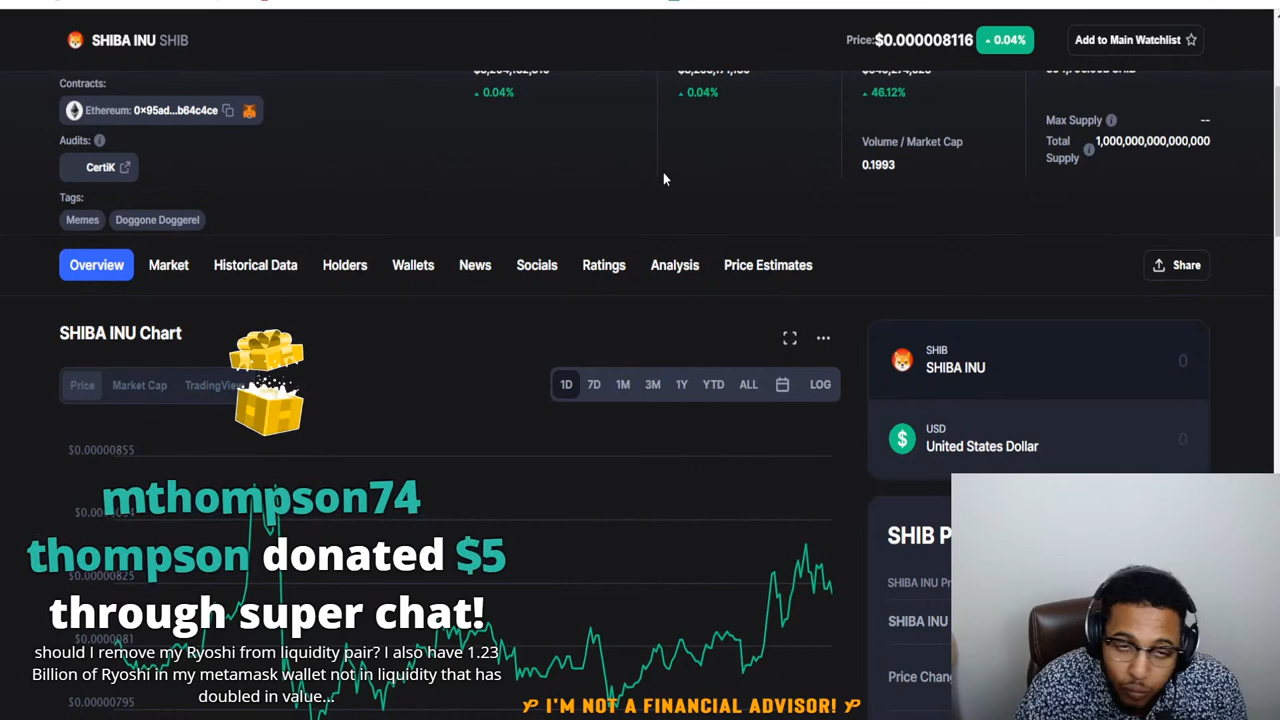 SHIBA INU SHIB
Price:$0.000008116 0.04%
Add to Main Watchlist
Contracts:
0.04%
0.04%
46.12%
Ethereum: 0x95ad...b64c4ce
Max Supply --
Audits:
Volume / Market Cap
Total Supply 1,000,000,000,000,000
CertiK
0.1993
Tags:
Memes Doggone Doggerel
Overview Market Historical Data Holders Wallets News Socials Ratings Analysis Price Estimates
Share
SHIBA INU Chart
SHIB
SHIBA INU
Price Market Cap TradingView
1D 7D 1M 3M 1Y YTD ALL LOG
USD
United States Dollar
0
0
$0.00000855
mthompson74
thompson donated $5
through super chat!
should I remove my Ryoshi from liquidity pair? I also have 1.23
Billion of Ryoshi in my metamask wallet not in liquidity that has
doubled in value...
$0.00000795
SHIB P
SHIBA INU Pr
SHIBA INU
Price Chang
I'M NOT A FINANCIAL ADVISOR!